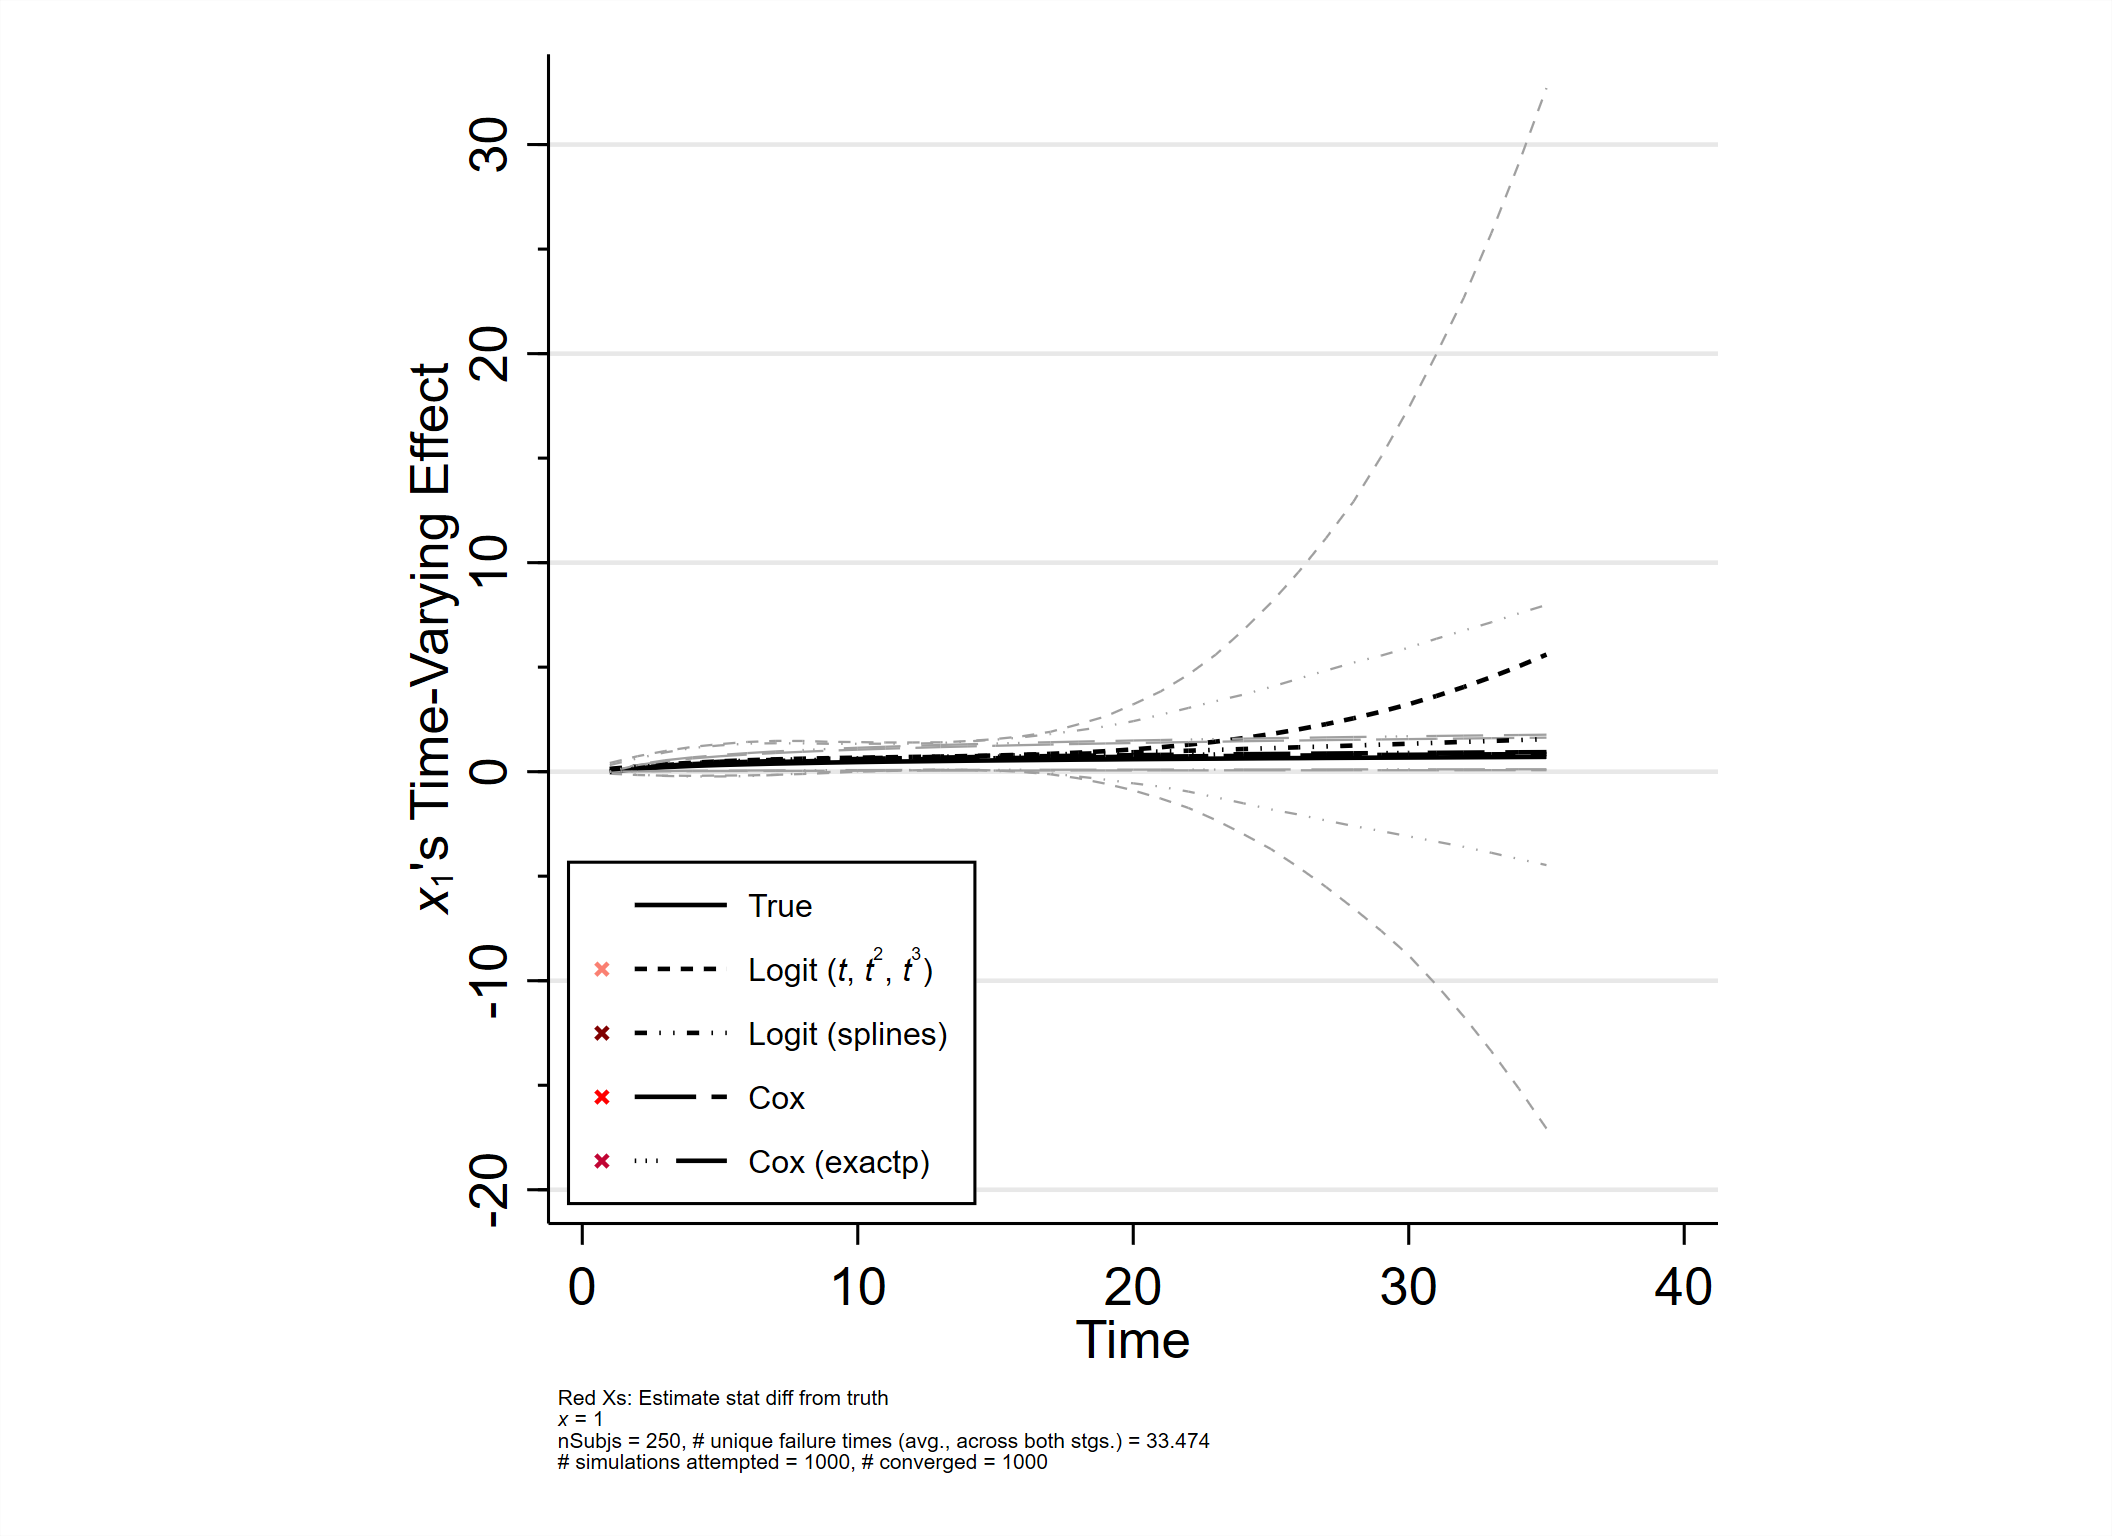 30
20
10
0
-10
-20
x₁'s Time-Varying Effect
True
Logit (t, t², t³)
Logit (splines)
Cox
Cox (exactp)
0 10 20 30 40
Time
Red Xs: Estimate stat diff from truth
x = 1
nSubjs = 250, # unique failure times (avg., across both stgs.) = 33.474
# simulations attempted = 1000, # converged = 1000